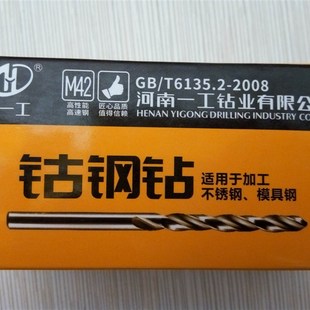 M42
GB/T6135.2-2008
高性能
高速钢
匠心品质
值得信赖
河南一工钻业有限公
HENAN YIGONG DRILLING INDUSTRY CO
一工
®
钴钢钻
适用于加工
不锈钢、模具钢